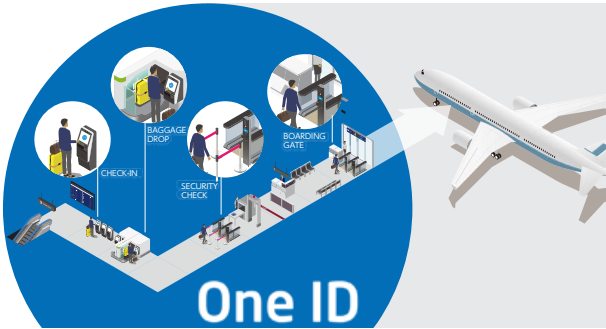 CHECK-IN
BAGGAGE
DROP
SECURITY
CHECK
BOARDING
GATE
One ID